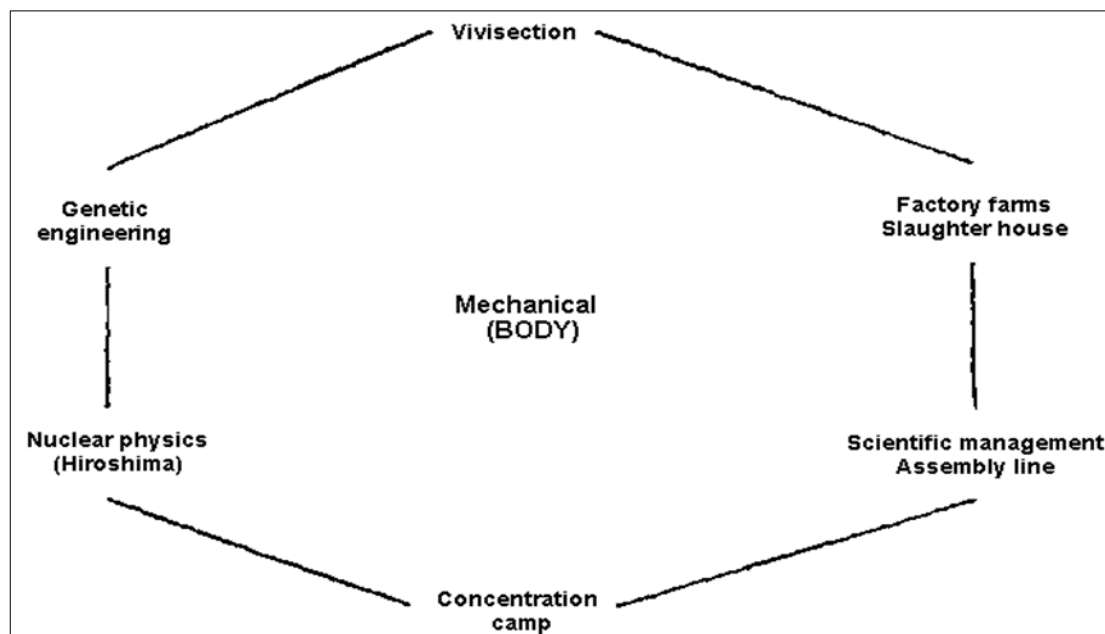 Vivisection
Genetic
engineering
Factory farms
Slaughter house
Mechanical
(BODY)
Nuclear physics
(Hiroshima)
Scientific management
Assembly line
Concentration
camp